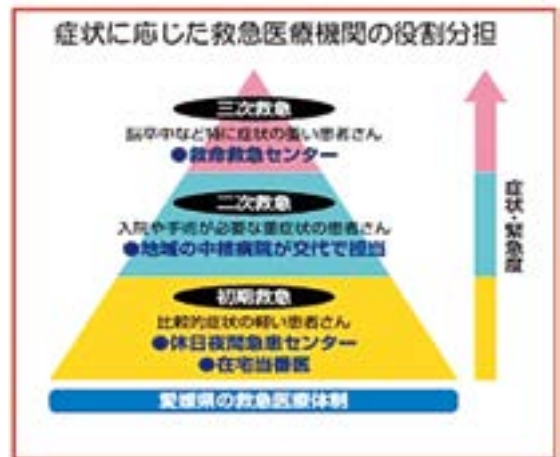 症状に応じた救急医療機関の役割分担
三次救急
脳卒中など特に症状の重い患者さん
●救命救急センター
二次救急
入院や手術が必要な重症状の患者さん
●地域の中核病院が交代で担当
初期救急
比較的症状の軽い患者さん
●休日夜間急患センター
●在宅当番医
愛媛県の救急医療体制
症状・緊急度